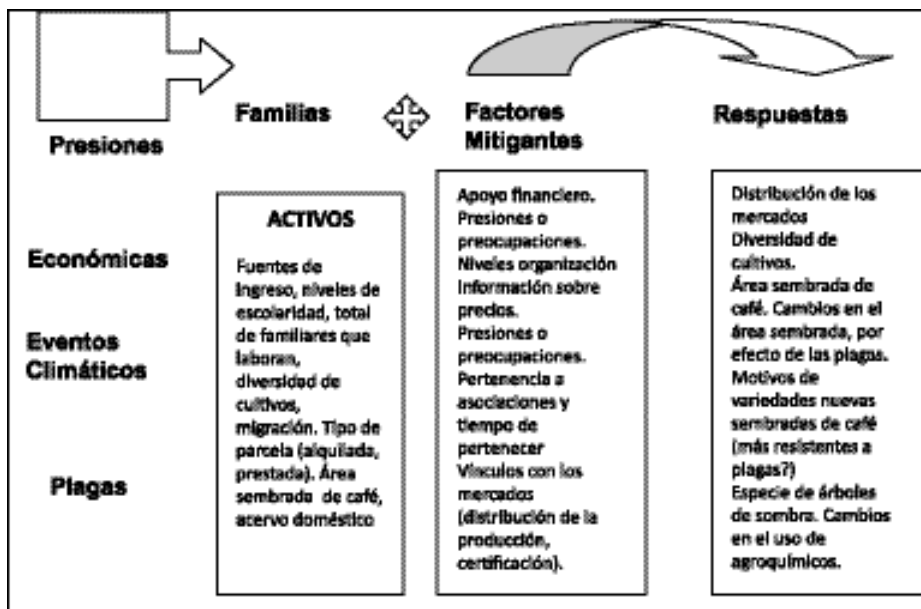 Presiones
Económicas
Eventos
Climáticos
Plagas
Familias
ACTIVOS
Fuentes de
Ingreso, niveles de
escolaridad, total
de familiares que
laboran,
diversidad de
cultivos,
migración. Tipo de
parcela (alquilada,
prestada). Área
sembrada de café,
acervo doméstico
Factores
Mitigantes
Apoyo financiero.
Presiones o
preocupaciones.
Niveles organización
Información sobre
precios.
Presiones o
preocupaciones.
Pertenencia a
asociaciones y
tiempo de
pertenecer
Vínculos con los
mercados
(distribución de la
producción,
certificación).
Respuestas
Distribución de los
mercados
Diversidad de
cultivos.
Área sembrada de
café. Cambios en el
área sembrada, por
efecto de las plagas.
Motivos de
variedades nuevas
sembradas de café
(más resistentes a
plagas?)
Especie de árboles
de sombra. Cambios
en el uso de
agroquímicos.